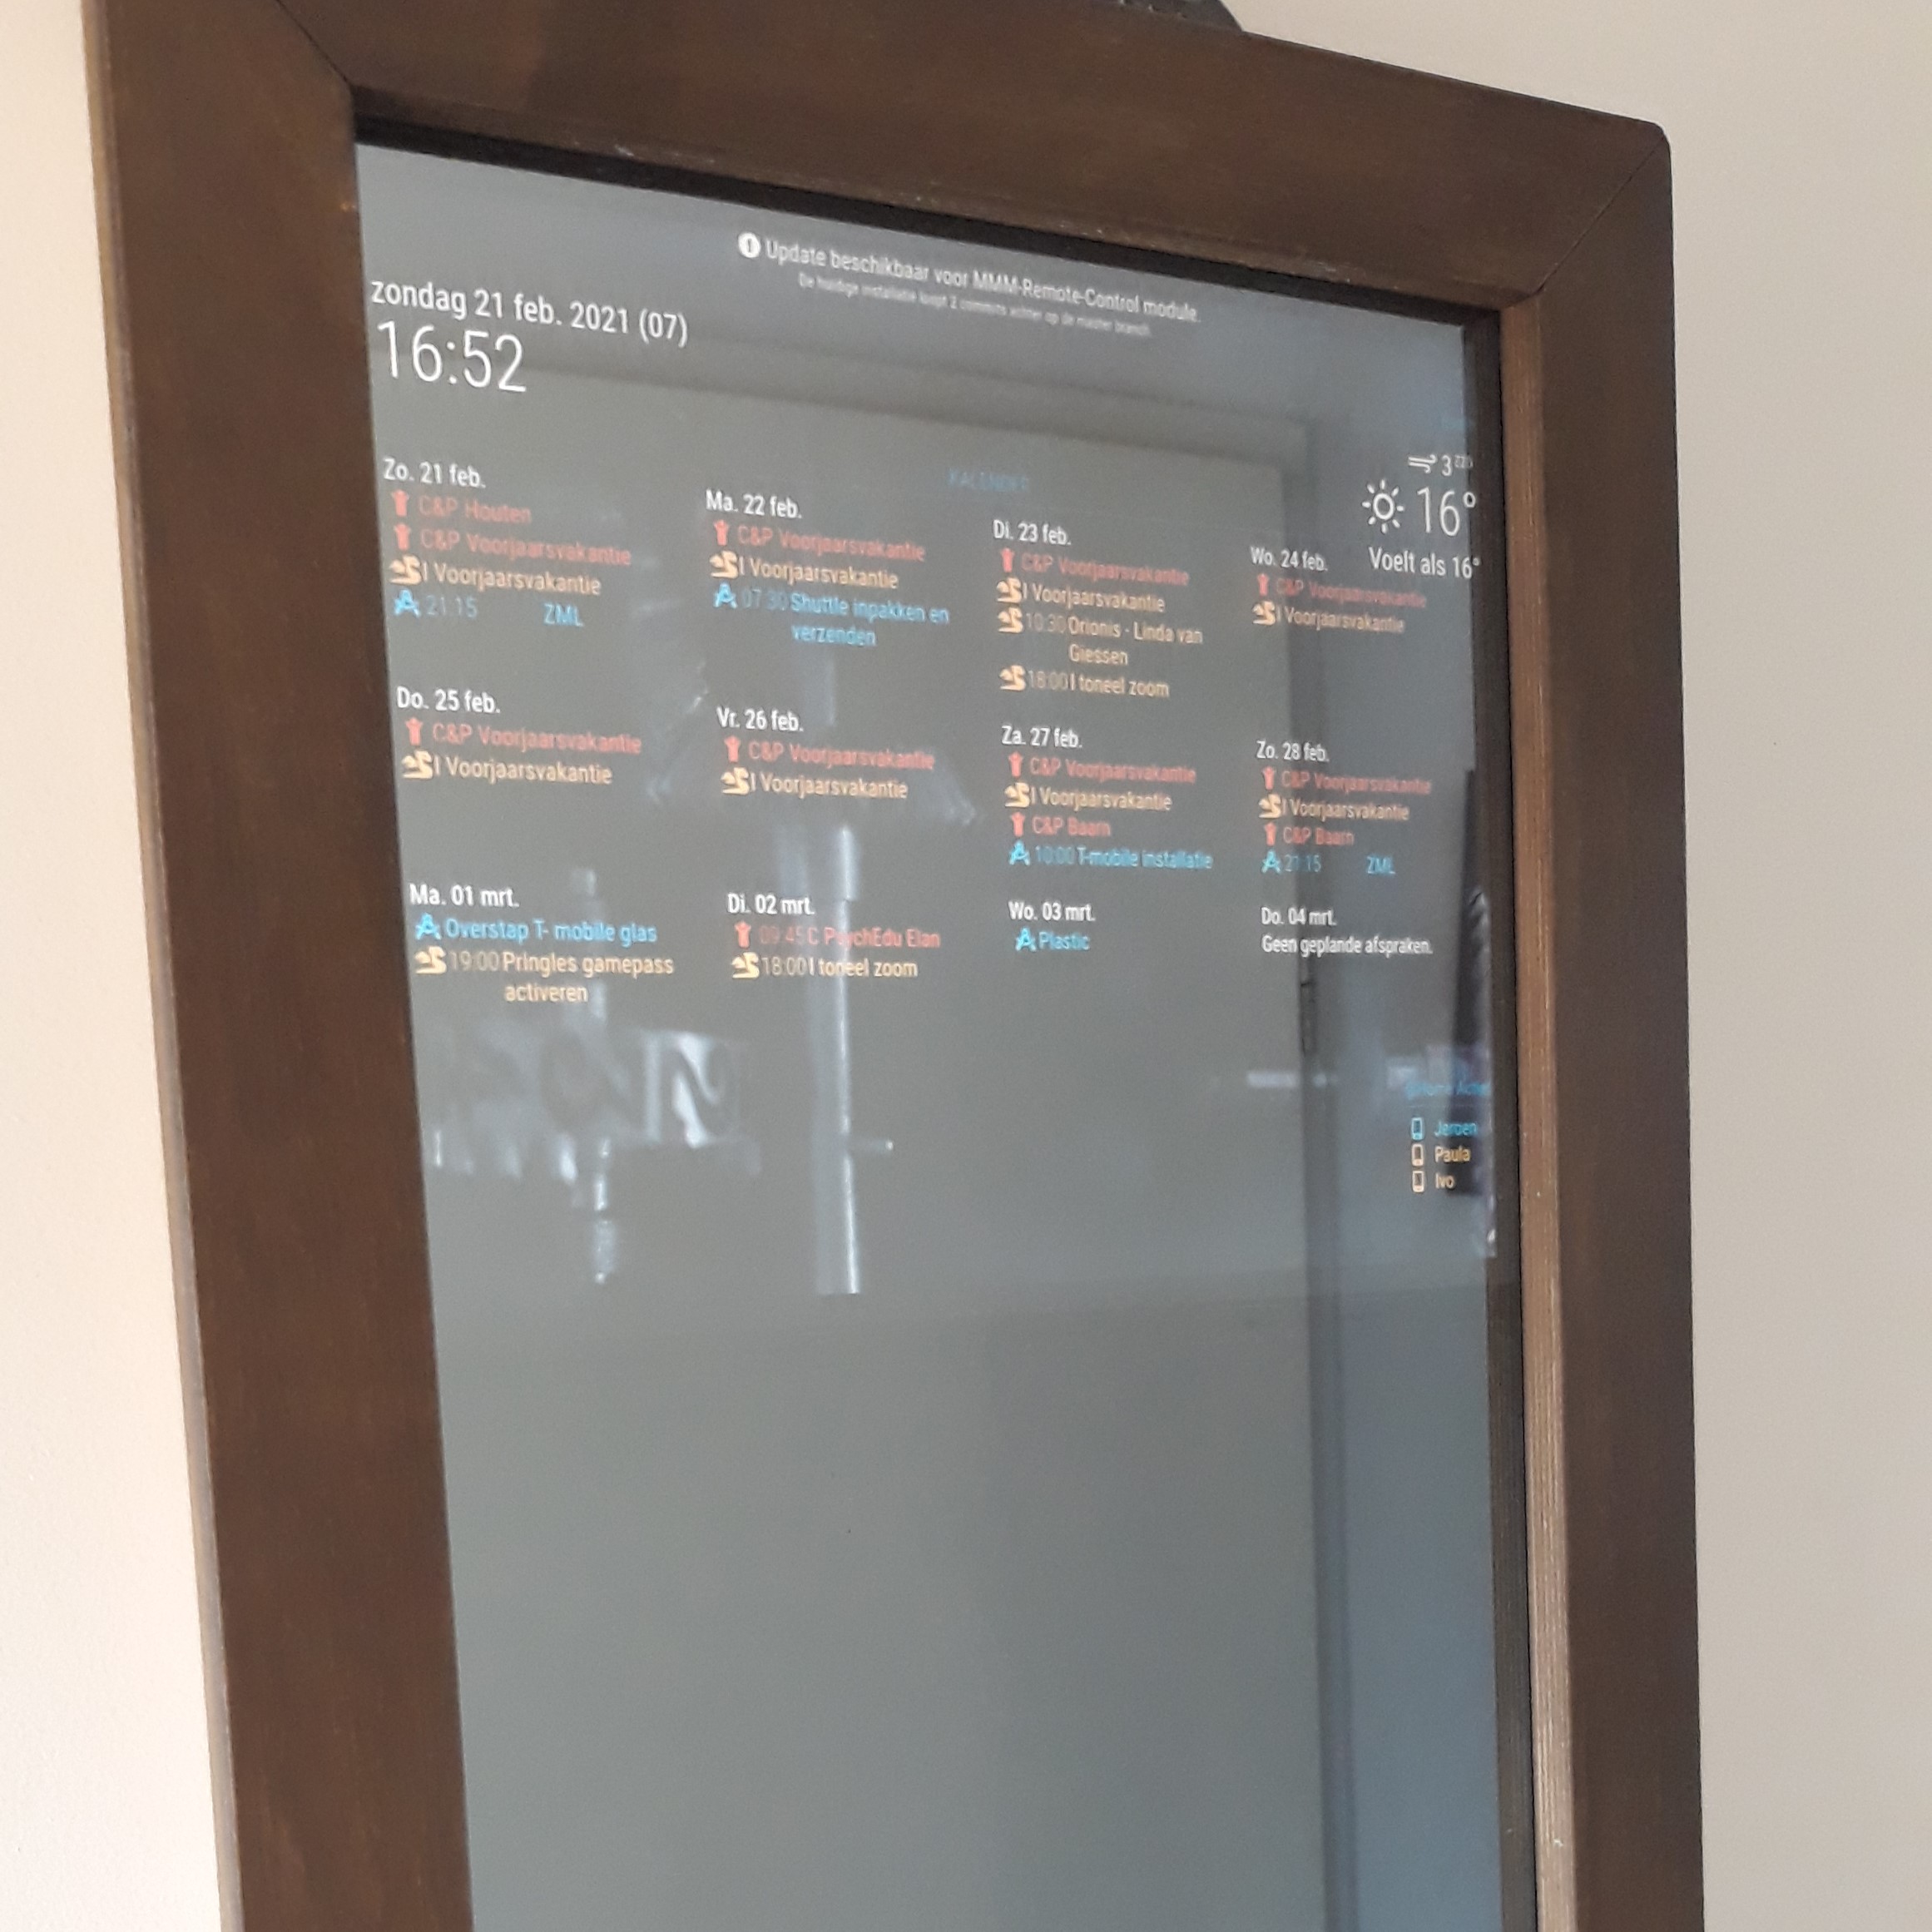 Update beschikbaar voor MMM-Remote-Control module.
De huidige installatie loopt 2 commits achter op de master branch.
zondag 21 feb. 2021 (07)
16:52
KALENDER
Zo. 21 feb.
C&P Houten
C&P Voorjaarsvakantie
I Voorjaarsvakantie
21:15 ZML
Ma. 22 feb.
C&P Voorjaarsvakantie
I Voorjaarsvakantie
07:30 Shuttle inpakken en
verzenden
Di. 23 feb.
C&P Voorjaarsvakantie
I Voorjaarsvakantie
10:30 Orionis - Linda van
Giessen
18:00 I toneel zoom
Wo. 24 feb.
C&P Voorjaarsvakantie
I Voorjaarsvakantie
3
16°
Voelt als 16°
Do. 25 feb.
C&P Voorjaarsvakantie
I Voorjaarsvakantie
Vr. 26 feb.
C&P Voorjaarsvakantie
I Voorjaarsvakantie
Za. 27 feb.
C&P Voorjaarsvakantie
I Voorjaarsvakantie
C&P Baarn
10:00 T-mobile installatie
Zo. 28 feb.
C&P Voorjaarsvakantie
I Voorjaarsvakantie
C&P Baarn
21:15 ZML
Ma. 01 mrt.
Overstap T- mobile glas
19:00 Pringles gamepass
activeren
Di. 02 mrt.
09:45 C PsychEdu Elan
18:00 I toneel zoom
Wo. 03 mrt.
Plastic
Do. 04 mrt.
Geen geplande afspraken.
Jeroen
Paula
Ivo